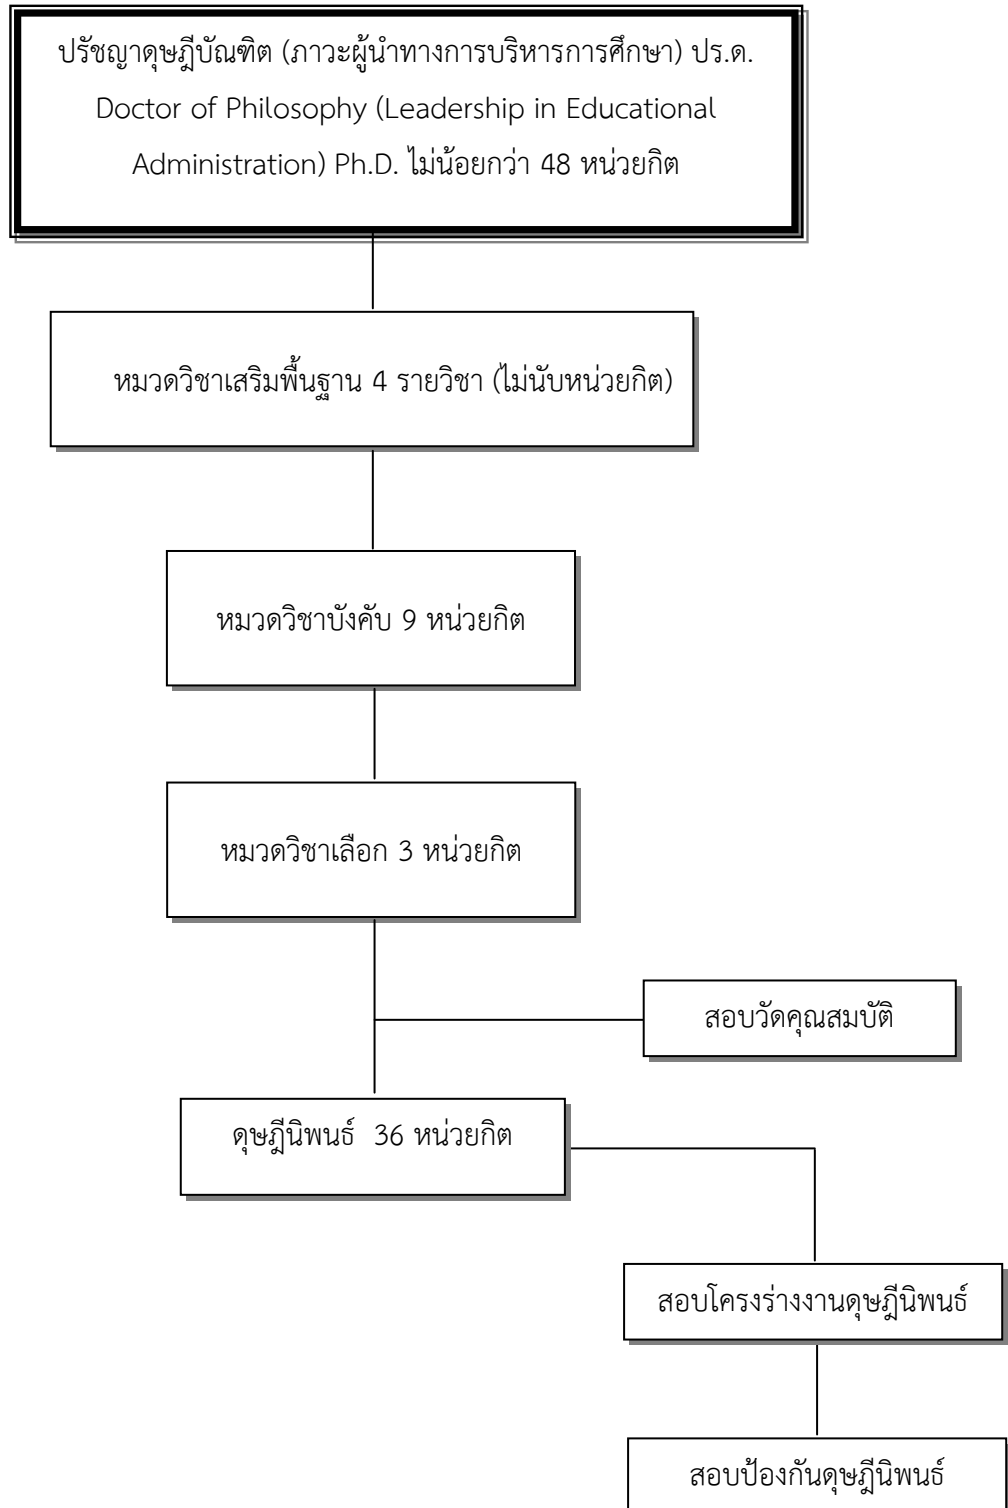 ปรัชญาดุษฎีบัณฑิต (ภาวะผู้นำทางการบริหารการศึกษา) ปร.ด.
Doctor of Philosophy (Leadership in Educational
Administration) Ph.D. ไม่น้อยกว่า 48 หน่วยกิต
หมวดวิชาเสริมพื้นฐาน 4 รายวิชา (ไม่นับหน่วยกิต)
หมวดวิชาบังคับ 9 หน่วยกิต
หมวดวิชาเลือก 3 หน่วยกิต
สอบวัดคุณสมบัติ
ดุษฎีนิพนธ์ 36 หน่วยกิต
สอบโครงร่างงานดุษฎีนิพนธ์
สอบป้องกันดุษฎีนิพนธ์